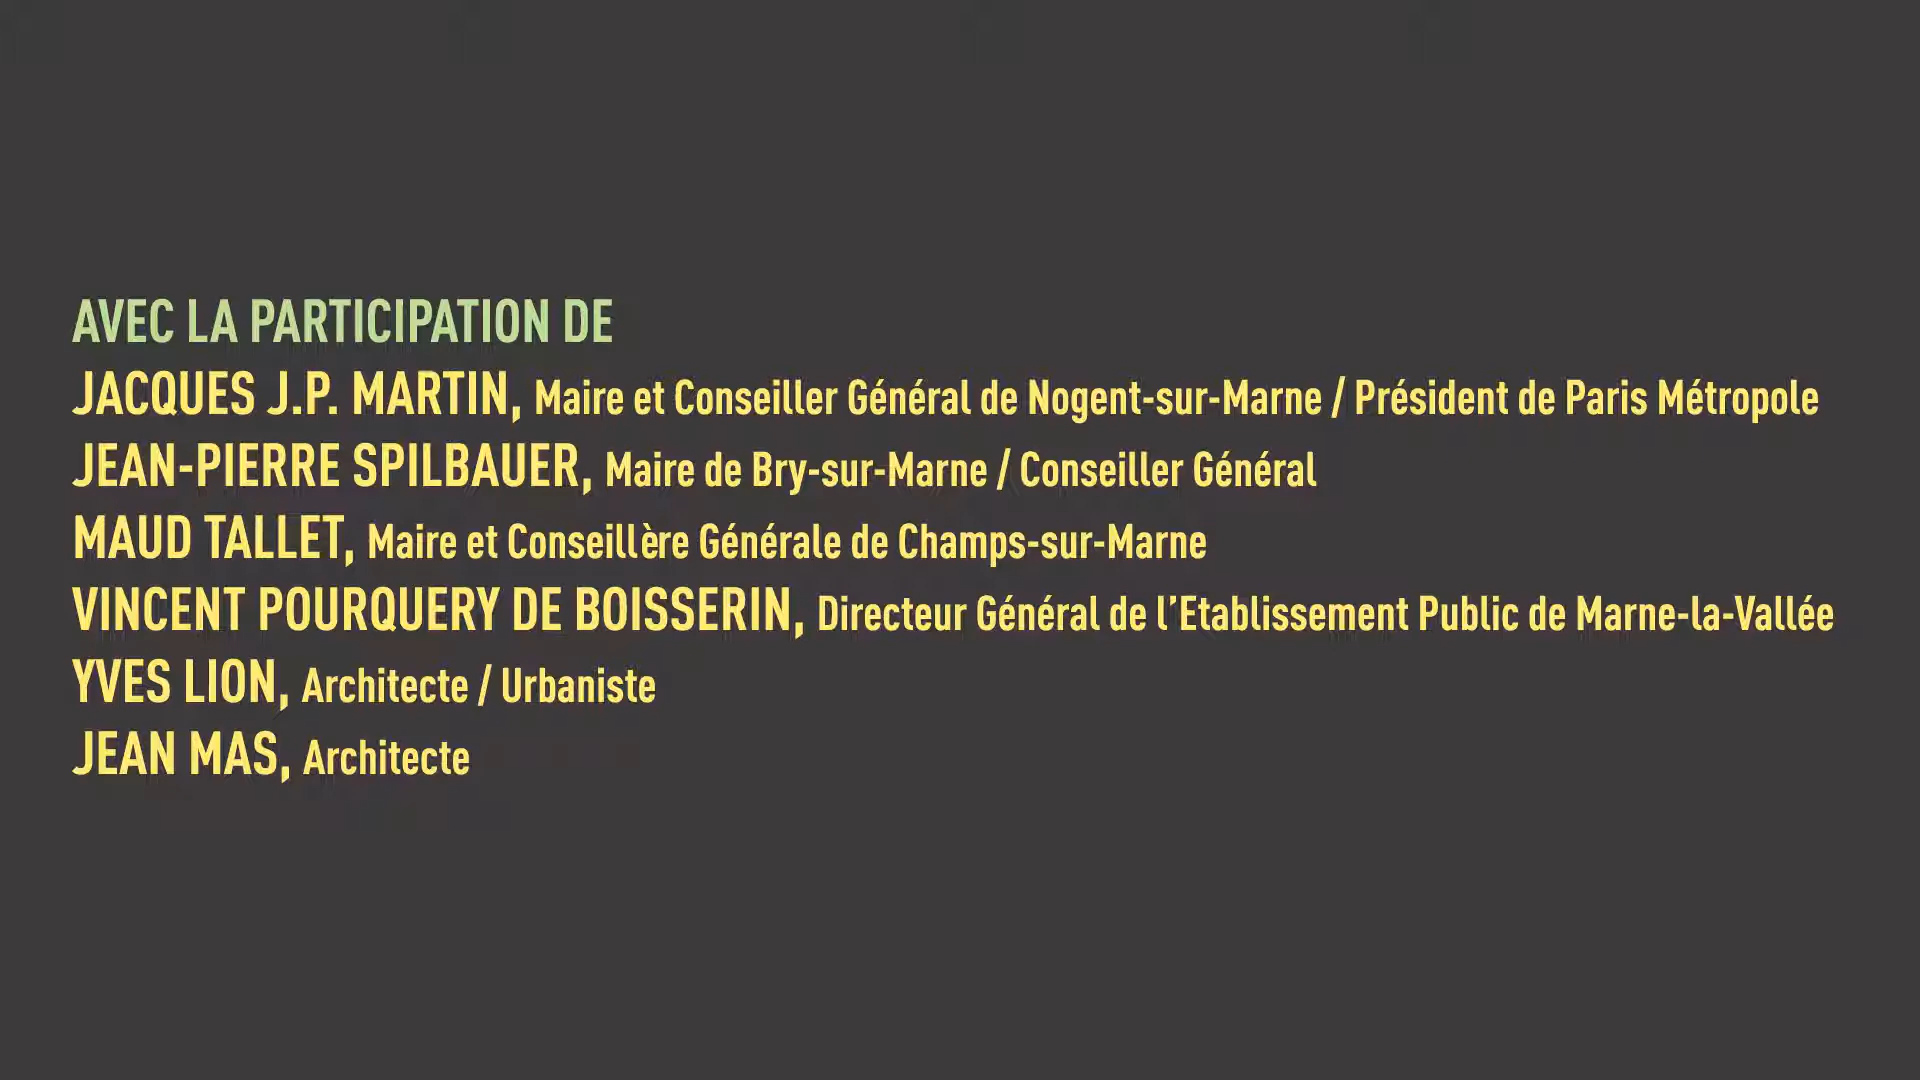 AVEC LA PARTICIPATION DE
JACQUES J.P. MARTIN, Maire et Conseiller Général de Nogent-sur-Marne / Président de Paris Métropole
JEAN-PIERRE SPILBAUER, Maire de Bry-sur-Marne / Conseiller Général
MAUD TALLET, Maire et Conseillère Générale de Champs-sur-Marne
VINCENT POURQUERY DE BOISSERIN, Directeur Général de l’Etablissement Public de Marne-la-Vallée
YVES LION, Architecte / Urbaniste
JEAN MAS, Architecte